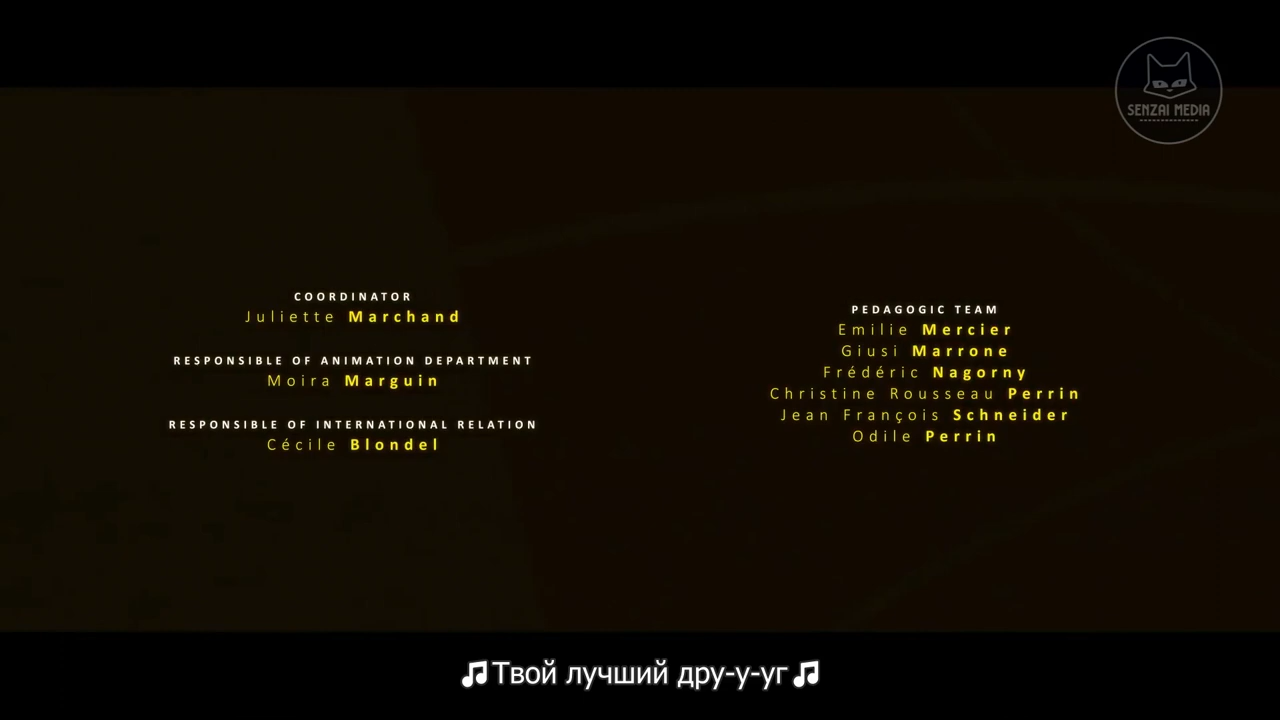 SENZAI MEDIA
COORDINATOR
Juliette Marchand
RESPONSIBLE OF ANIMATION DEPARTMENT
Moira Marguin
RESPONSIBLE OF INTERNATIONAL RELATION
Cécile Blondel
PEDAGOGIC TEAM
Emilie Mercier
Giusi Marrone
Frédéric Nagorny
Christine Rousseau Perrin
Jean François Schneider
Odile Perrin
🎵Твой лучший дру-у-уг🎵